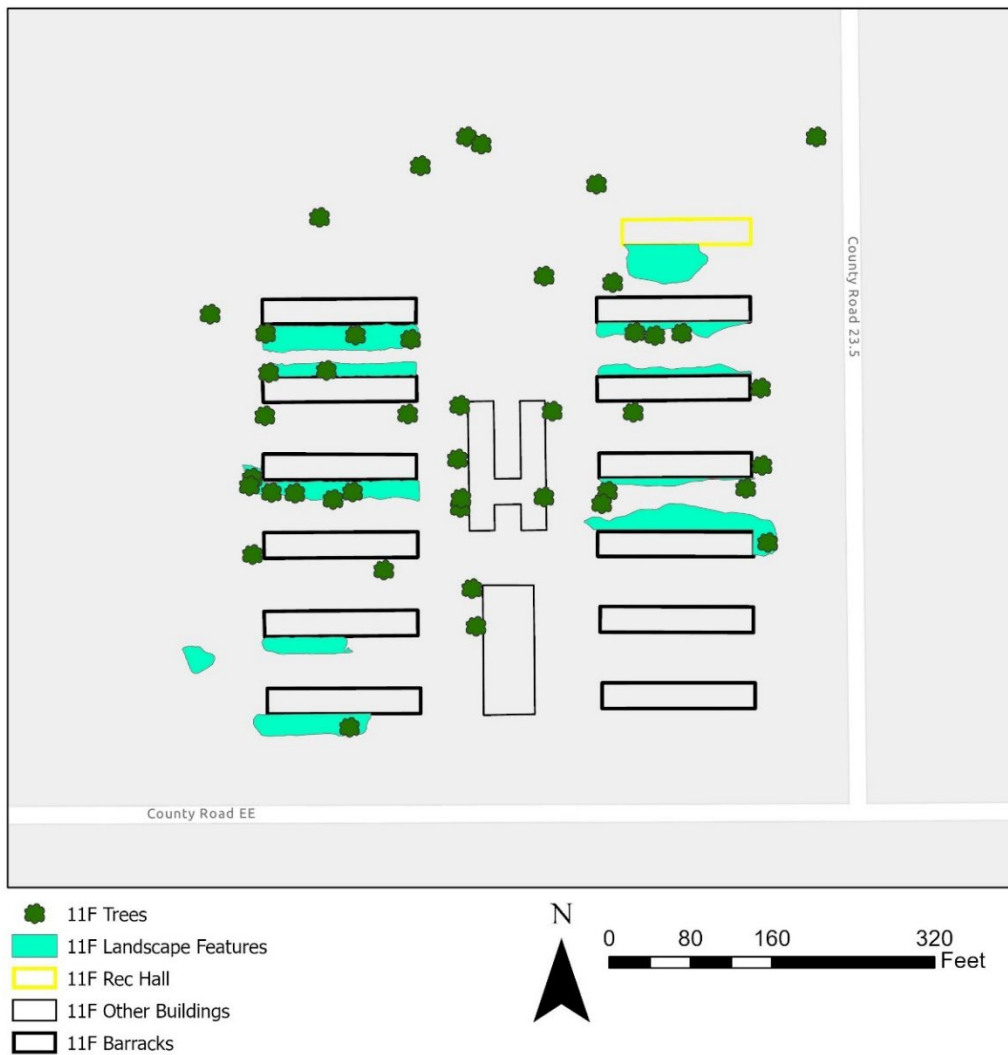 County Road 23.5
County Road EE
11F Trees
11F Landscape Features
11F Rec Hall
11F Other Buildings
11F Barracks
N
0 80 160 320
Feet